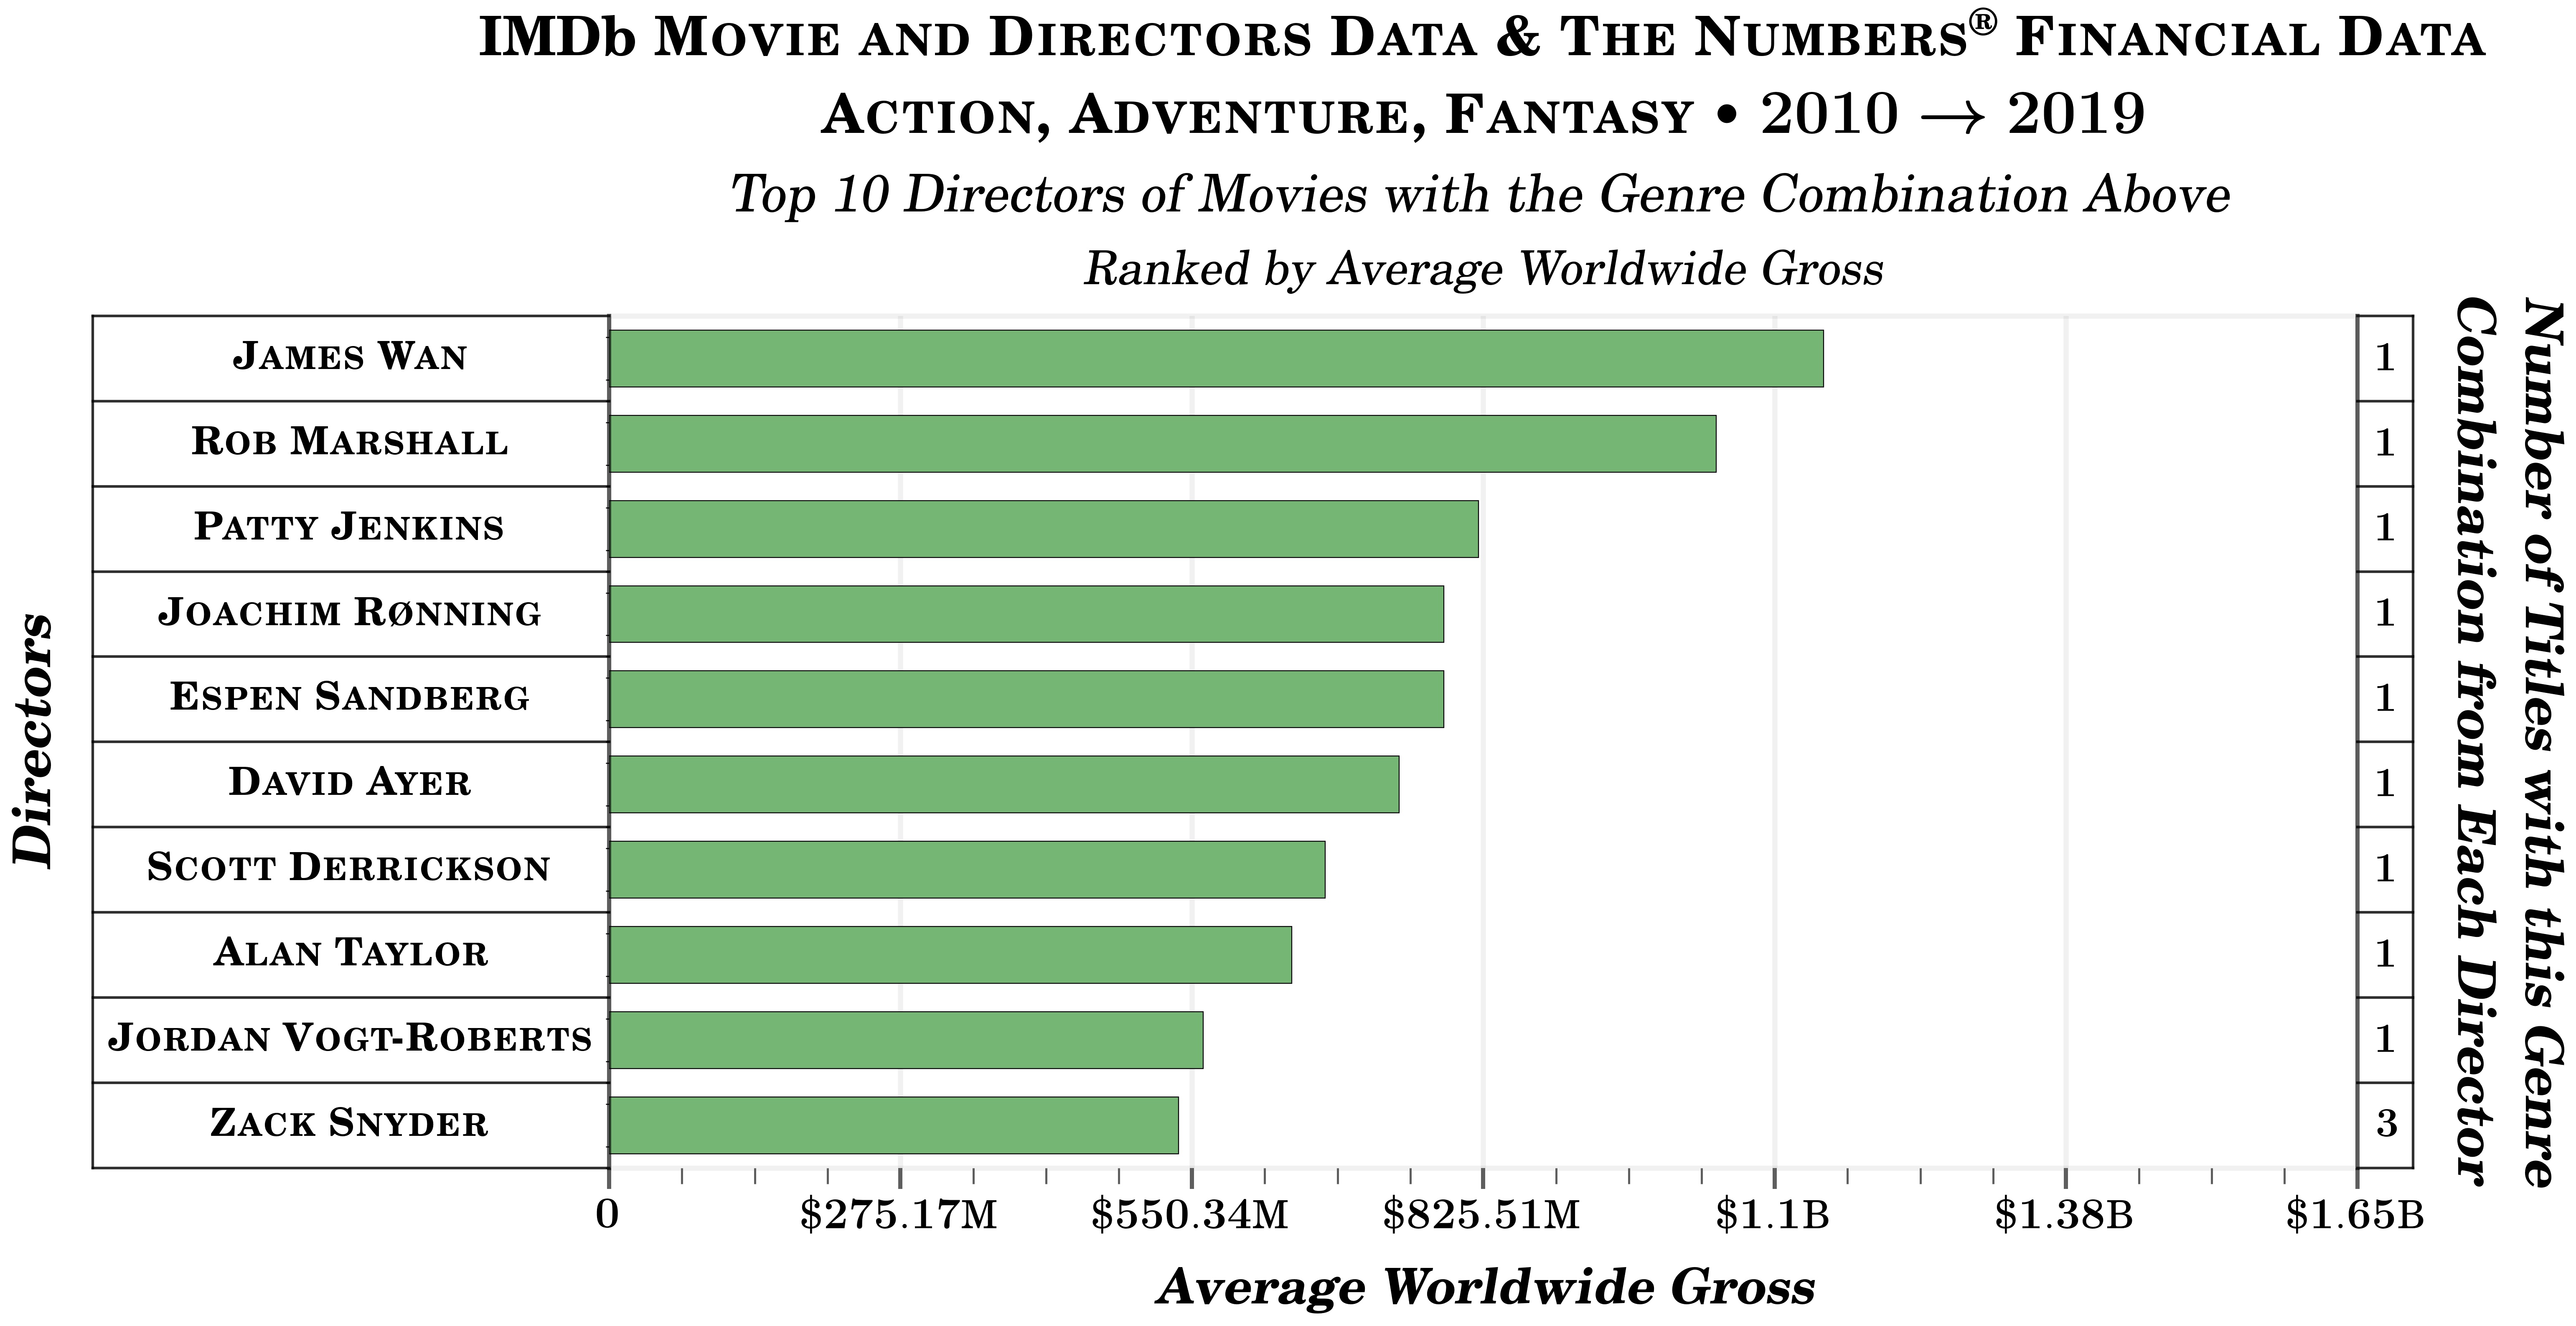 IMDb Movie and Directors Data & The Numbers® Financial Data
Action, Adventure, Fantasy • 2010 → 2019
Top 10 Directors of Movies with the Genre Combination Above
Ranked by Average Worldwide Gross
Directors
James Wan
Rob Marshall
Patty Jenkins
Joachim Rønning
Espen Sandberg
David Ayer
Scott Derrickson
Alan Taylor
Jordan Vogt-Roberts
Zack Snyder
1
1
1
1
1
1
1
1
1
3
Number of Titles with this Genre
Combination from Each Director
0 $275.17M $550.34M $825.51M $1.1B $1.38B $1.65B
Average Worldwide Gross